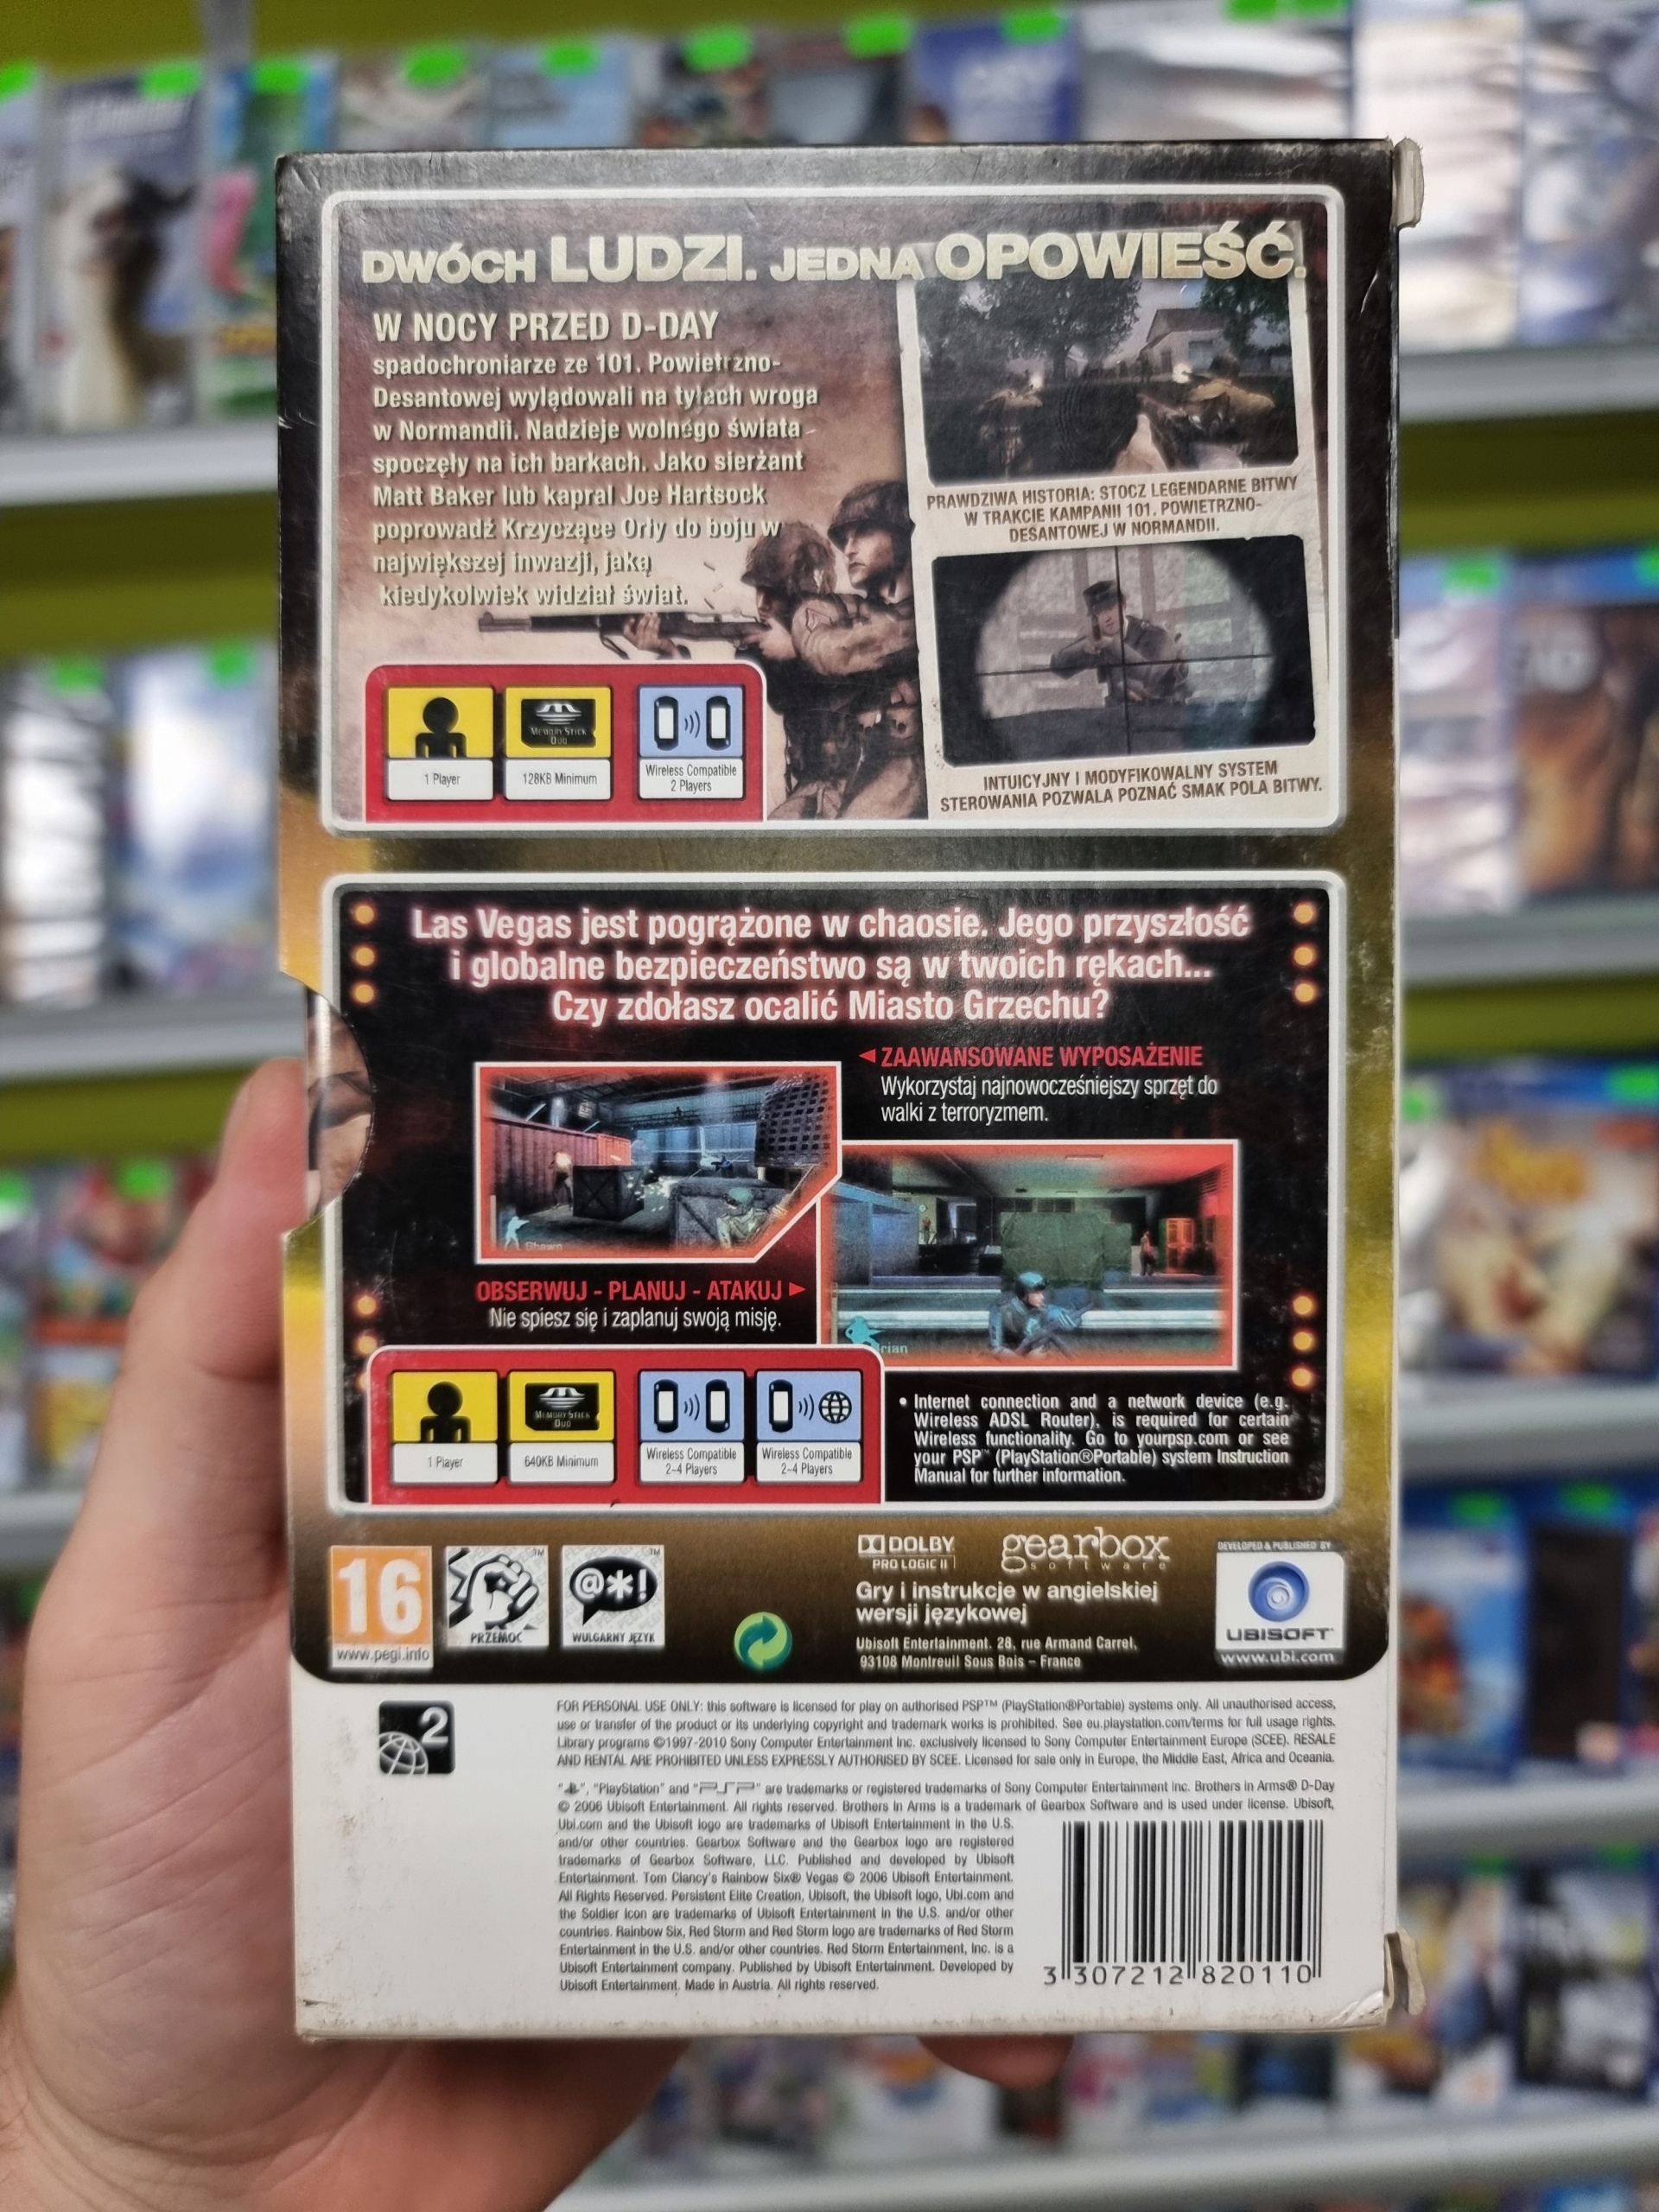 DWÓCH LUDZI. JEDNA OPOWIEŚĆ.
W NOCY PRZED D-DAY
spadochroniarze ze 101. Powietrzno-
Desantowej wylądowali na tyłach wroga
w Normandii. Nadzieje wolnego świata
spoczęły na ich barkach. Jako sierżant
Matt Baker lub kapral Joe Hartsock
poprowadź Krzyczące Orły do boju w
największej inwazji, jaką
kiedykolwiek widział świat.
PRAWDZIWA HISTORIA: STOCZ LEGENDARNE BITWY
W TRAKCIE KAMPANII 101. POWIETRZNO-
DESANTOWEJ W NORMANDII.
INTUICYJNY I MODYFIKOWALNY SYSTEM
STEROWANIA POZWALA POZNAĆ SMAK POLA BITWY.
MEMORY STICK
DUO
1 Player
128KB Minimum
Wireless Compatible
2 Players
Las Vegas jest pogrążone w chaosie. Jego przyszłość
i globalne bezpieczeństwo są w twoich rękach...
Czy zdołasz ocalić Miasto Grzechu?
ZAAWANSOWANE WYPOSAŻENIE
Wykorzystaj najnowocześniejszy sprzęt do
walki z terroryzmem.
Shawn
OBSERWUJ - PLANUJ - ATAKUJ
Nie spiesz się i zaplanuj swoją misję.
rian
MEMORY STICK
DUO
1 Player
640KB Minimum
Wireless Compatible
2-4 Players
Wireless Compatible
2-4 Players
• Internet connection and a network device (e.g.
Wireless ADSL Router), is required for certain
Wireless functionality. Go to yourpsp.com or see
your PSP™ (PlayStation®Portable) system Instruction
Manual for further information.
16
www.pegi.info
PRZEMOC
@*!
WULGARNY JĘZYK
DOLBY
PRO LOGIC II
gearbox
software
Gry i instrukcje w angielskiej
wersji językowej
Ubisoft Entertainment. 28, rue Armand Carrel,
93108 Montreuil Sous Bois – France
DEVELOPED & PUBLISHED BY
UBISOFT
www.ubi.com
2
FOR PERSONAL USE ONLY: this software is licensed for play on authorised PSP™ (PlayStation®Portable) systems only. All unauthorised access,
use or transfer of the product or its underlying copyright and trademark works is prohibited. See eu.playstation.com/terms for full usage rights.
Library programs ©1997-2010 Sony Computer Entertainment Inc. exclusively licensed to Sony Computer Entertainment Europe (SCEE). RESALE
AND RENTAL ARE PROHIBITED UNLESS EXPRESSLY AUTHORISED BY SCEE. Licensed for sale only in Europe, the Middle East, Africa and Oceania.
"", "PlayStation" and "PSP" are trademarks or registered trademarks of Sony Computer Entertainment Inc. Brothers in Arms® D-Day
© 2006 Ubisoft Entertainment. All rights reserved. Brothers in Arms is a trademark of Gearbox Software and is used under license. Ubisoft,
Ubi.com and the Ubisoft logo are trademarks of Ubisoft Entertainment in the U.S.
and/or other countries. Gearbox Software and the Gearbox logo are registered
trademarks of Gearbox Software, LLC. Published and developed by Ubisoft
Entertainment. Tom Clancy's Rainbow Six® Vegas © 2006 Ubisoft Entertainment.
All Rights Reserved. Persistent Elite Creation, Ubisoft, the Ubisoft logo, Ubi.com and
the Soldier Icon are trademarks of Ubisoft Entertainment in the U.S. and/or other
countries. Rainbow Six, Red Storm and Red Storm logo are trademarks of Red Storm
Entertainment in the U.S. and/or other countries. Red Storm Entertainment, Inc. is a
Ubisoft Entertainment company. Published by Ubisoft Entertainment. Developed by
Ubisoft Entertainment. Made in Austria. All rights reserved.
3 307212 820110